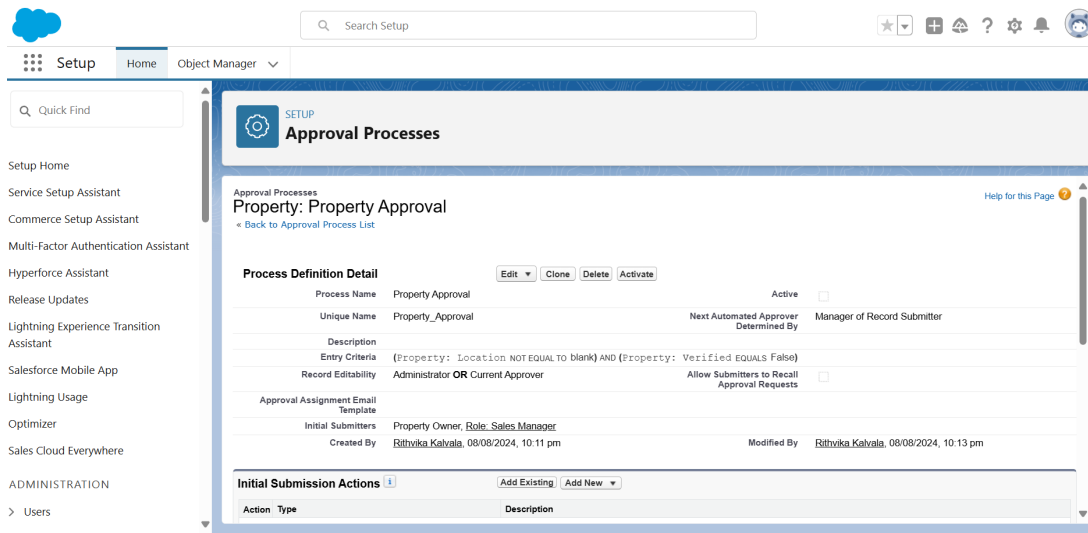 Search Setup
Setup
Home
Object Manager
Quick Find
Setup Home
Service Setup Assistant
Commerce Setup Assistant
Multi-Factor Authentication Assistant
Hyperforce Assistant
Release Updates
Lightning Experience Transition
Assistant
Salesforce Mobile App
Lightning Usage
Optimizer
Sales Cloud Everywhere
ADMINISTRATION
Users
SETUP
Approval Processes
Approval Processes
Property: Property Approval
« Back to Approval Process List
Help for this Page ?
Process Definition Detail Edit Clone Delete Activate
Process Name Property Approval Active
Unique Name Property_Approval Next Automated Approver Manager of Record Submitter
Determined By
Description
Entry Criteria (Property: Location NOT EQUAL TO blank) AND (Property: Verified EQUALS False)
Record Editability Administrator OR Current Approver Allow Submitters to Recall
Approval Requests
Approval Assignment Email
Template
Initial Submitters Property Owner, Role: Sales Manager
Created By Rithvika Kalvala, 08/08/2024, 10:11 pm Modified By Rithvika Kalvala, 08/08/2024, 10:13 pm
Initial Submission Actions i Add Existing Add New
Action Type Description